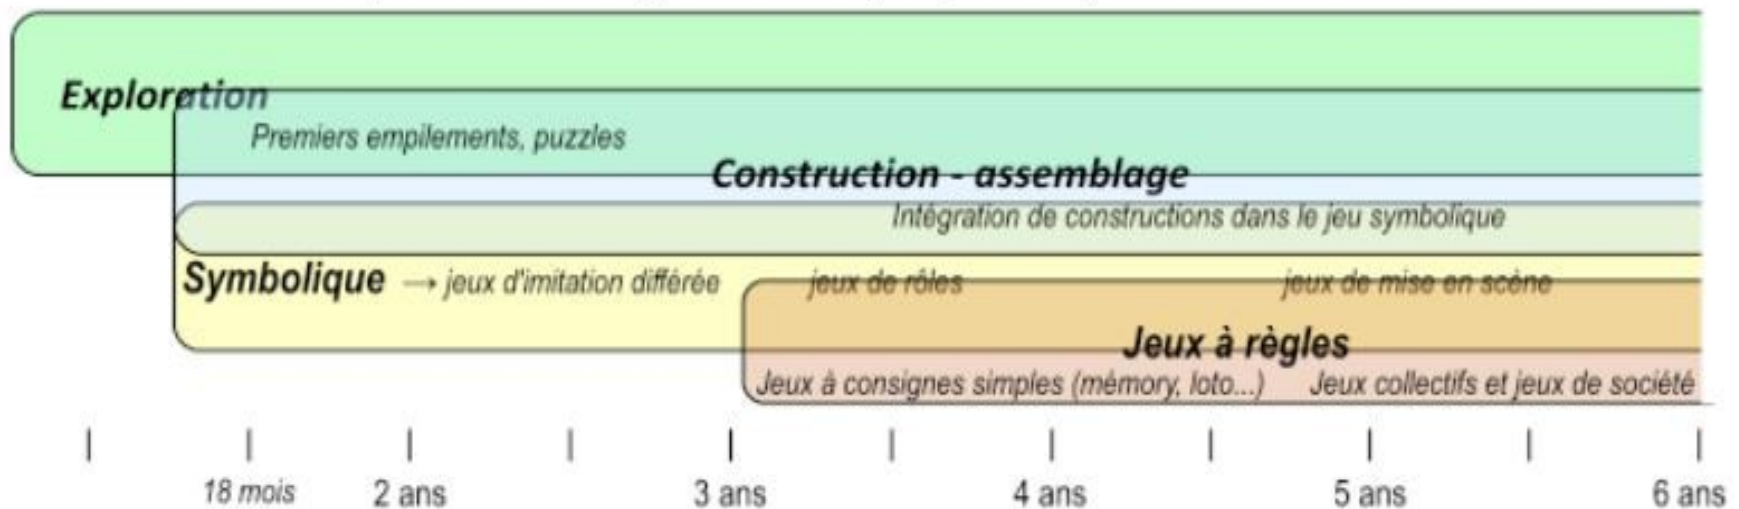 Exploration
Premiers empilements, puzzles
Construction - assemblage
Intégration de constructions dans le jeu symbolique
Symbolique → jeux d'imitation différée jeux de rôles jeux de mise en scène
Jeux à règles
Jeux à consignes simples (mémory, loto...) Jeux collectifs et jeux de société
18 mois 2 ans 3 ans 4 ans 5 ans 6 ans